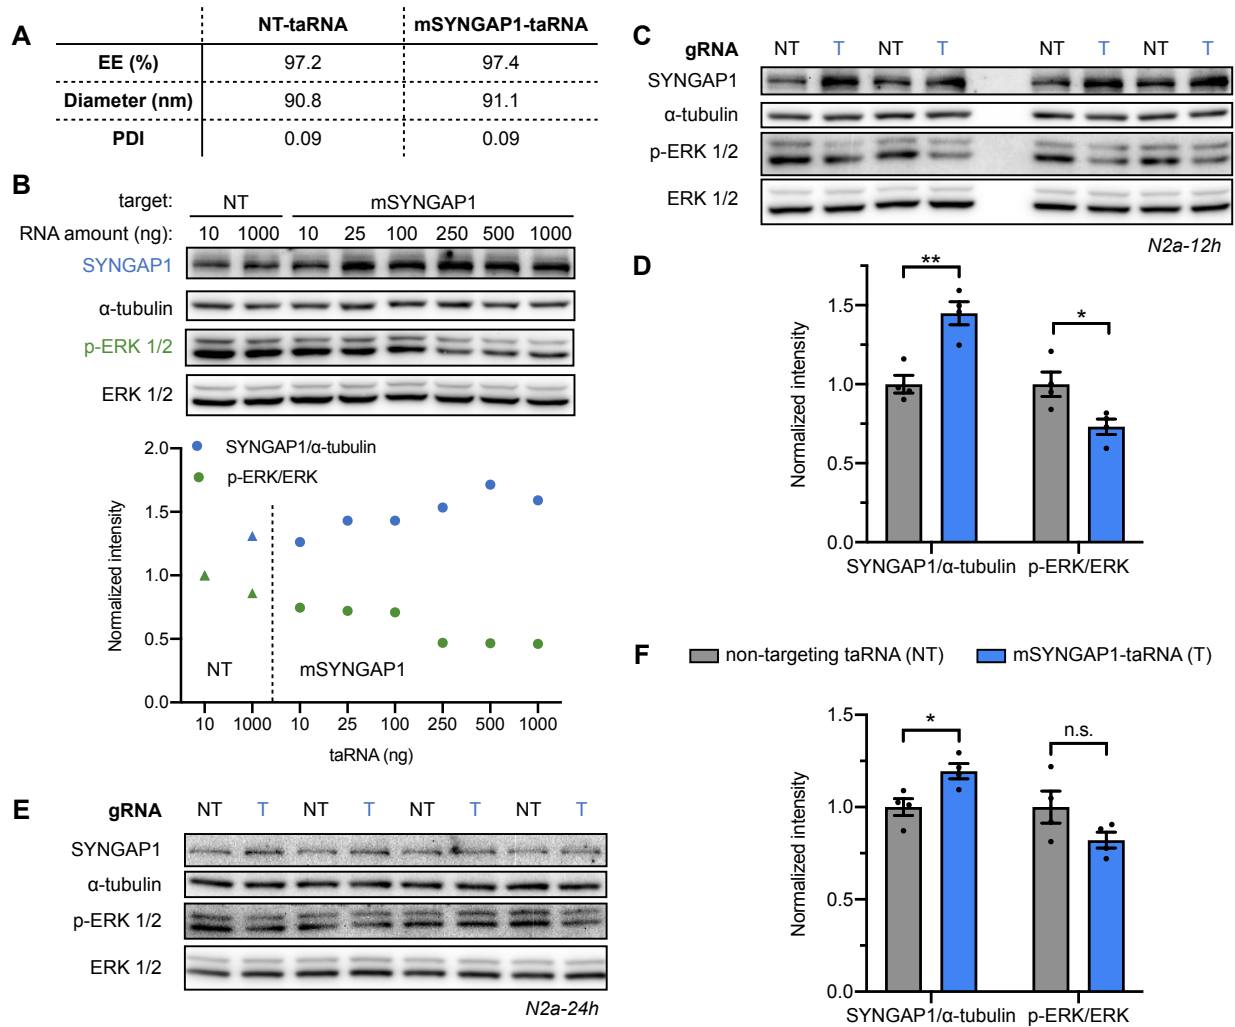 A
NT-taRNA mSYNGAP1-taRNA
EE (%) 97.2 97.4
Diameter (nm) 90.8 91.1
PDI 0.09 0.09
B
target: NT mSYNGAP1
RNA amount (ng): 10 1000 10 25 100 250 500 1000
SYNGAP1
α-tubulin
p-ERK 1/2
ERK 1/2
2.0
1.5
1.0
0.5
0.0
Normalized intensity
SYNGAP1/α-tubulin
p-ERK/ERK
NT mSYNGAP1
10 1000 10 25 100 250 500 1000
taRNA (ng)
C
gRNA NT T NT T NT T NT T
SYNGAP1
α-tubulin
p-ERK 1/2
ERK 1/2
N2a-12h
D
Normalized intensity
1.5
1.0
0.5
0.0
**
*
SYNGAP1/α-tubulin p-ERK/ERK
E
gRNA NT T NT T NT T NT T
SYNGAP1
α-tubulin
p-ERK 1/2
ERK 1/2
N2a-24h
F
non-targeting taRNA (NT) mSYNGAP1-taRNA (T)
Normalized intensity
1.5
1.0
0.5
0.0
*
n.s.
SYNGAP1/α-tubulin p-ERK/ERK